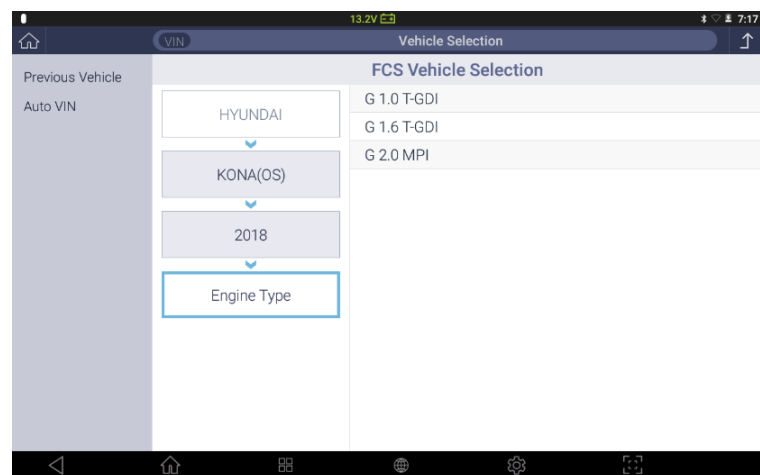 13.2V
7:17
VIN
Vehicle Selection
Previous Vehicle
Auto VIN
FCS Vehicle Selection
HYUNDAI
KONA(OS)
2018
Engine Type
G 1.0 T-GDI
G 1.6 T-GDI
G 2.0 MPI